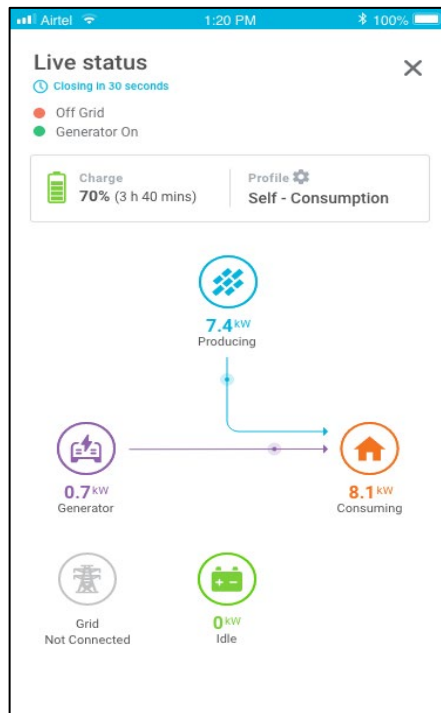 Airtel 1:20 PM 100%
Live status
Closing in 30 seconds
Off Grid
Generator On
Charge
70% (3 h 40 mins)
Profile
Self - Consumption
7.4 kW
Producing
0.7 kW
Generator
8.1 kW
Consuming
Grid
Not Connected
0 kW
Idle